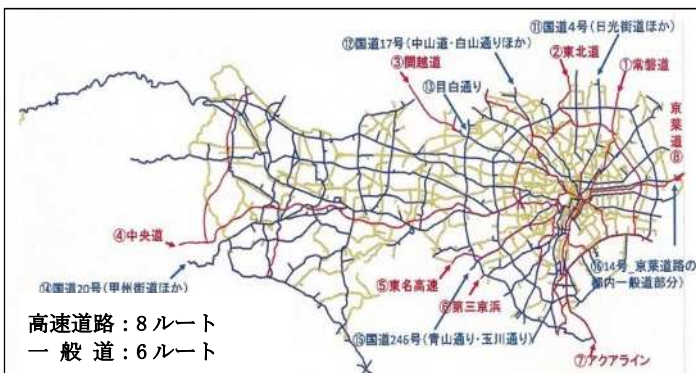 ⑪国道4号(日光街道ほか)
⑫国道17号(中山道・白山通りほか)
②東北道
③関越道
①常磐道
⑬目白通り
京葉道⑧
④中央道
⑭国道20号(甲州街道ほか)
⑤東名高速
⑥第三京浜
⑯14号_京葉道路の
都内一般道部分)
⑮国道246号(青山通り・玉川通り)
⑦アクアライン
高速道路:8ルート
一般道:6ルート